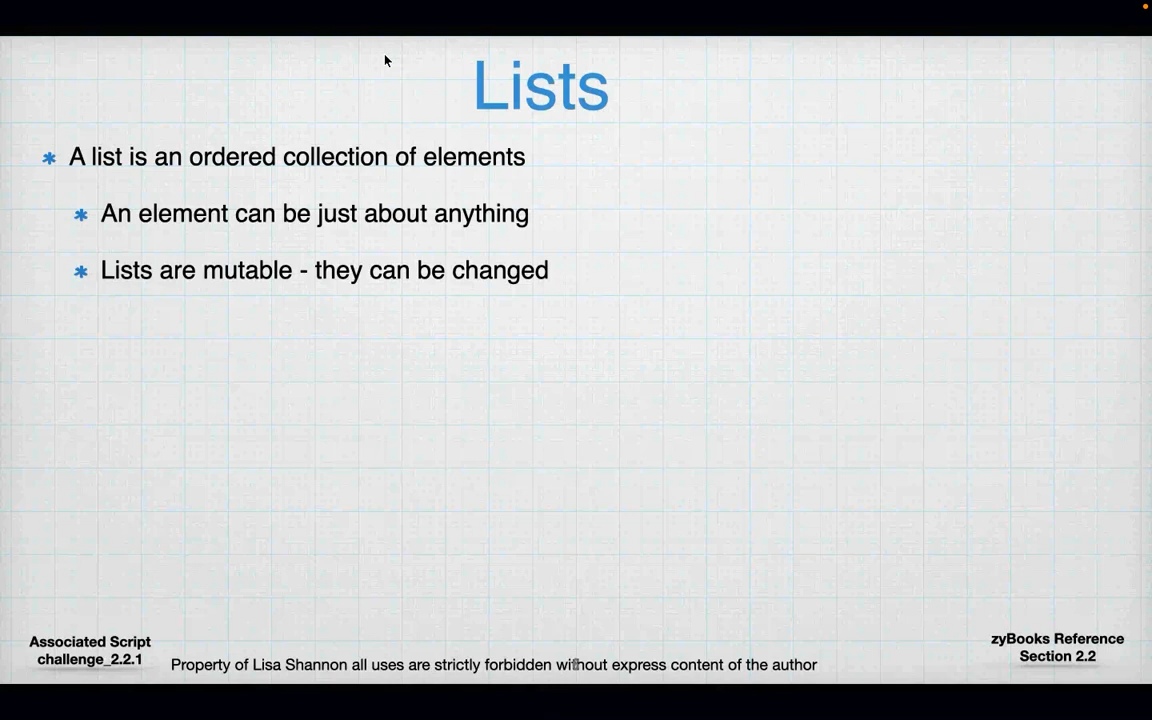 Lists
* A list is an ordered collection of elements
* An element can be just about anything
* Lists are mutable - they can be changed
Associated Script
challenge_2.2.1
Property of Lisa Shannon all uses are strictly forbidden without express content of the author
zyBooks Reference
Section 2.2